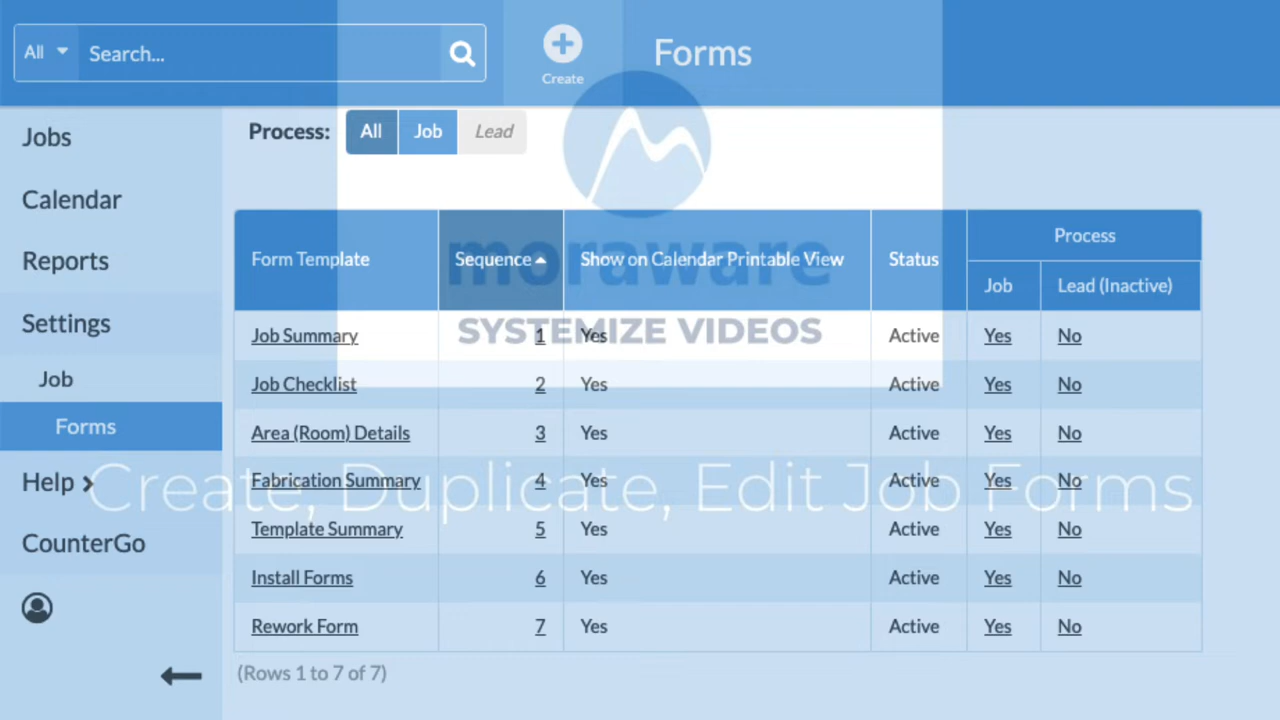 All Search... Create Forms
Jobs
Calendar
Reports
Settings
Job
Forms
Help
CounterGo
Process: All Job Lead
moraware
SYSTEMIZE VIDEOS
Create, Duplicate, Edit Job Forms
Form Template Sequence Show on Calendar Printable View Status Process
Job Lead (Inactive)
Job Summary 1 Yes Active Yes No
Job Checklist 2 Yes Active Yes No
Area (Room) Details 3 Yes Active Yes No
Fabrication Summary 4 Yes Active Yes No
Template Summary 5 Yes Active Yes No
Install Forms 6 Yes Active Yes No
Rework Form 7 Yes Active Yes No
(Rows 1 to 7 of 7)